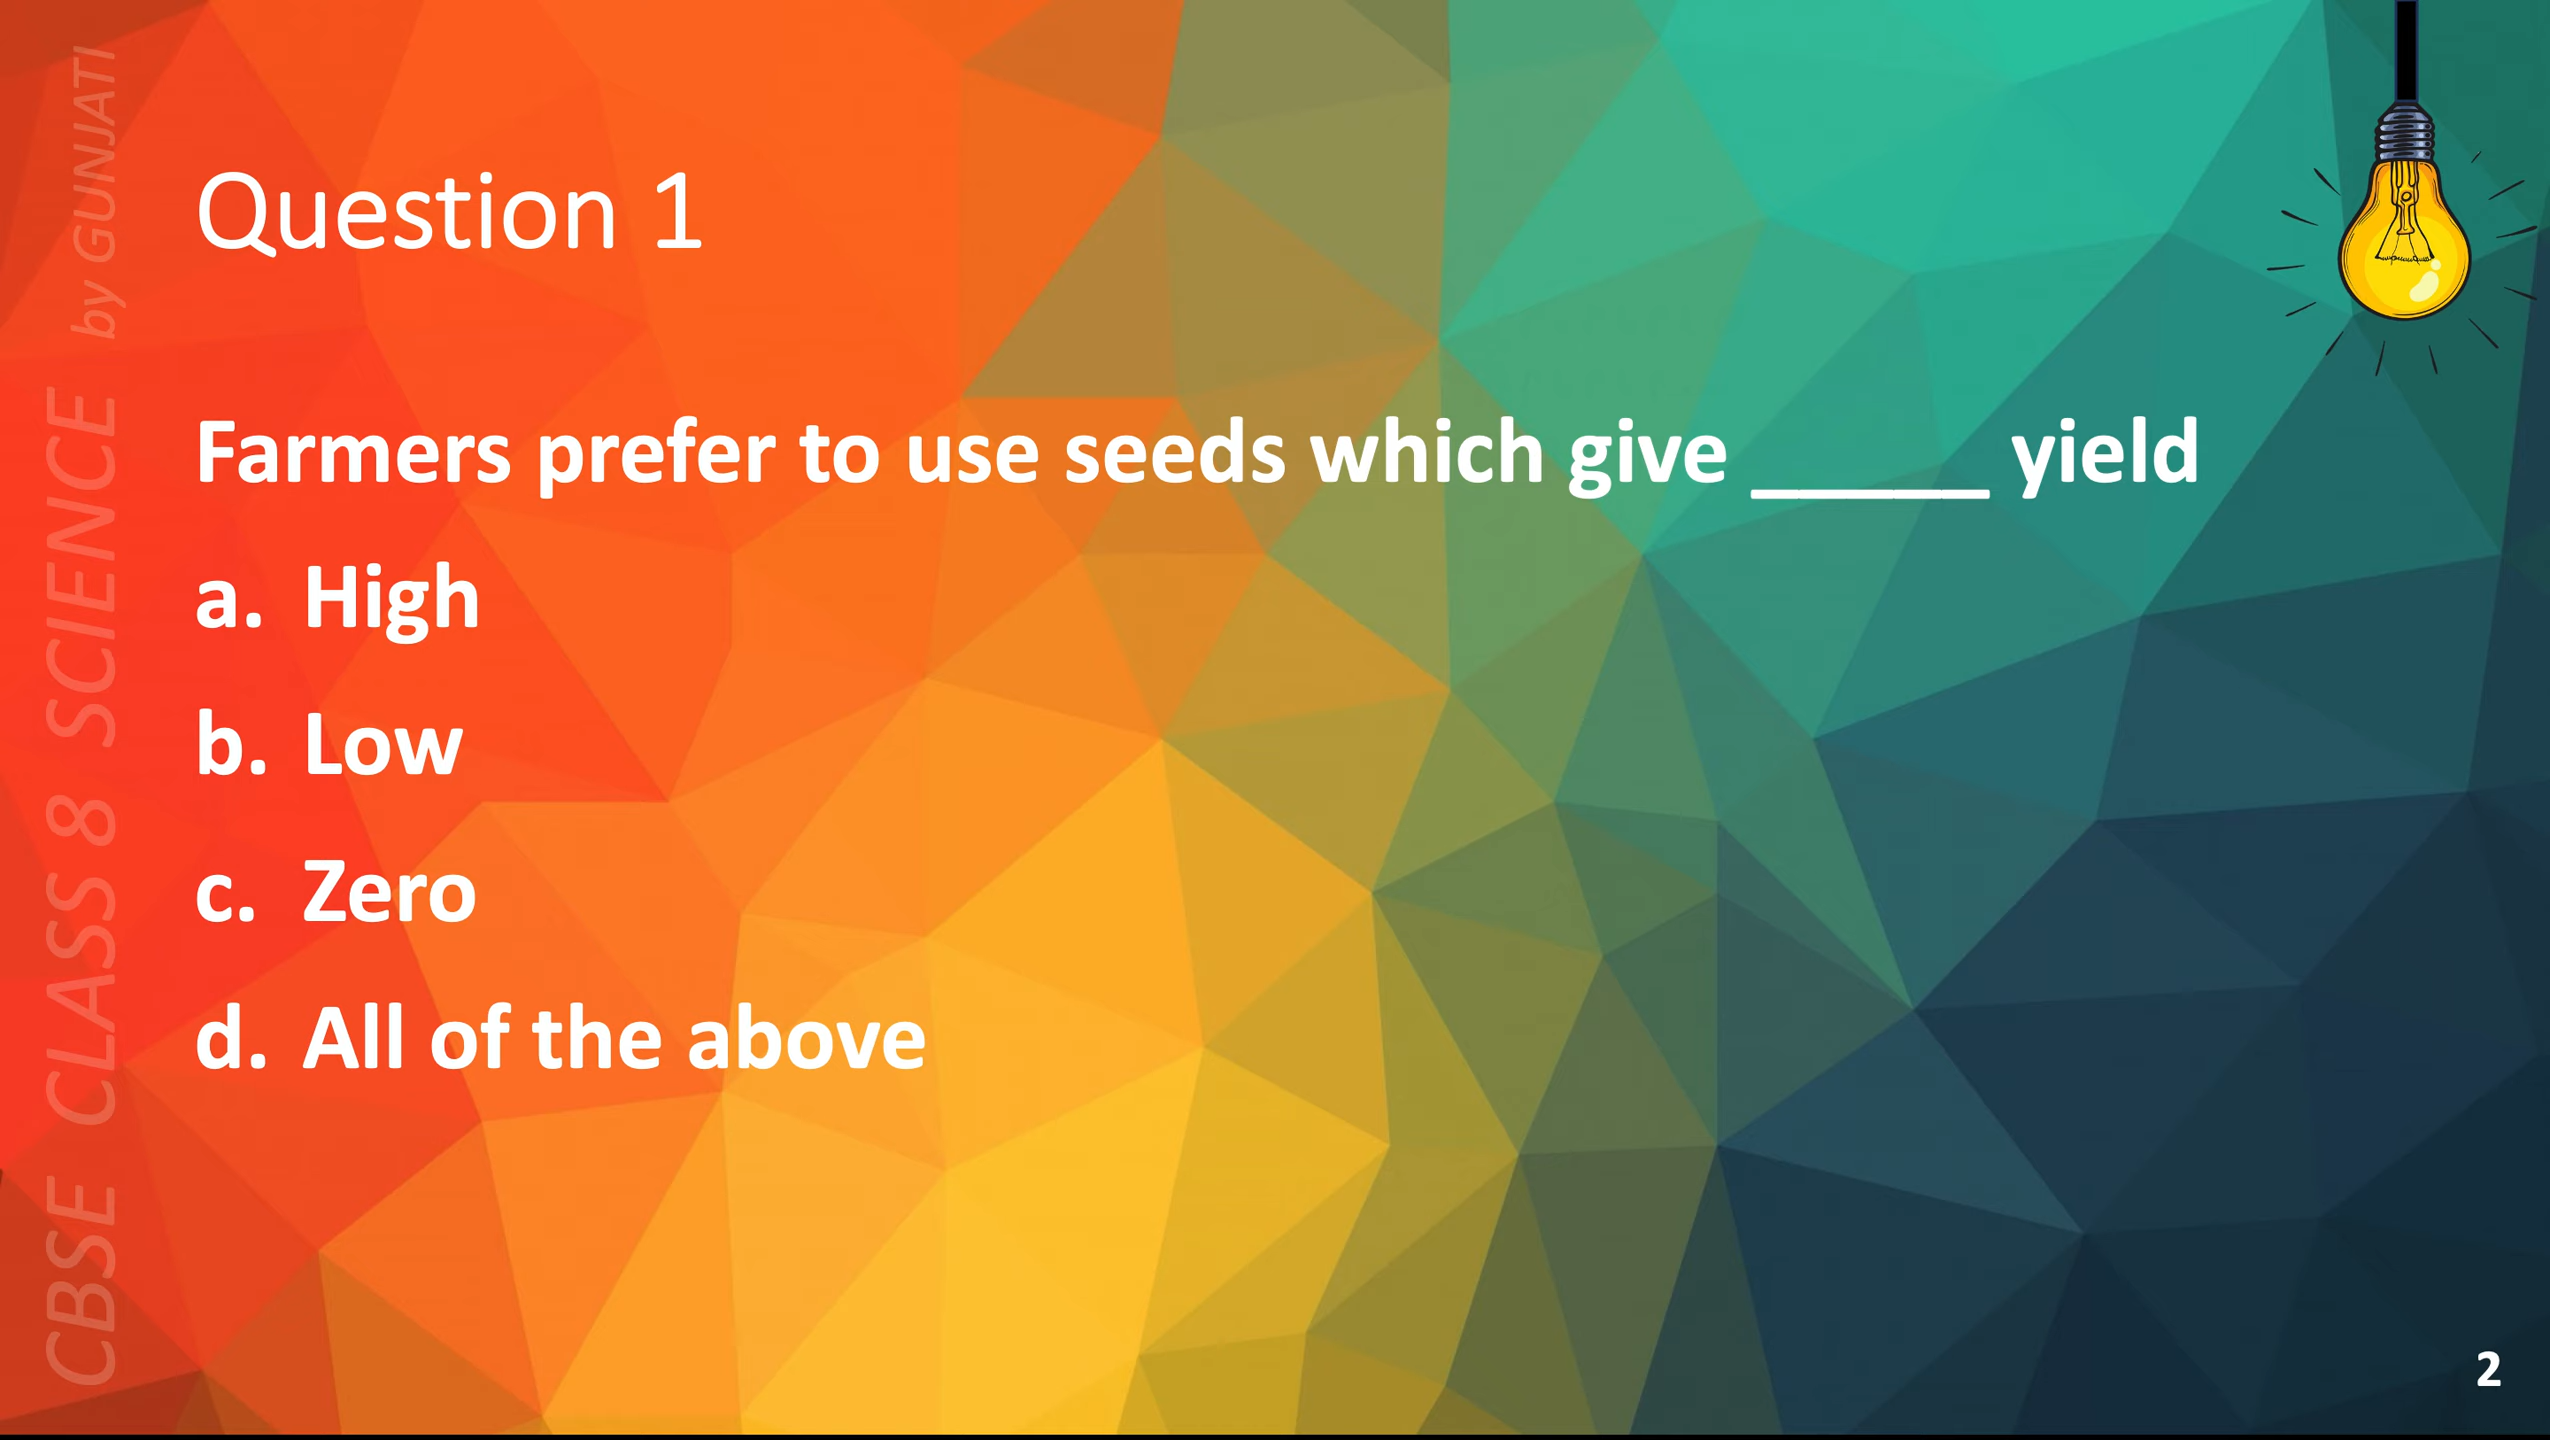 Question 1
Farmers prefer to use seeds which give _____ yield
a. High
b. Low
c. Zero
d. All of the above
CBSE CLASS 8 SCIENCE by GUNJATI
2